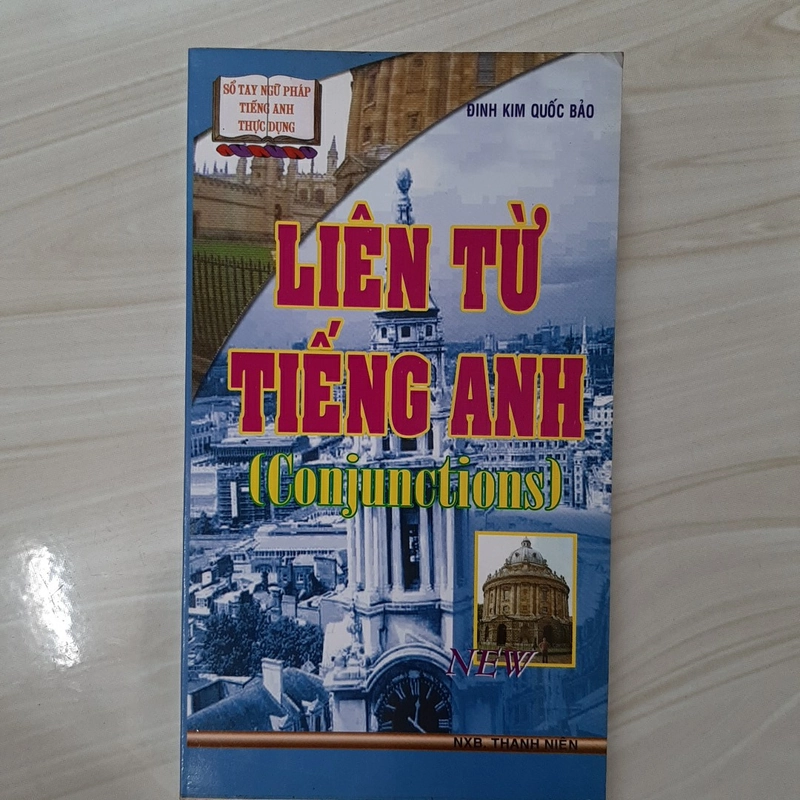 SỔ TAY NGỮ PHÁP
TIẾNG ANH
THỰC DỤNG
ĐINH KIM QUỐC BẢO
LIÊN TỪ
TIẾNG ANH
(Conjunctions)
NEW
NXB. THANH NIÊN